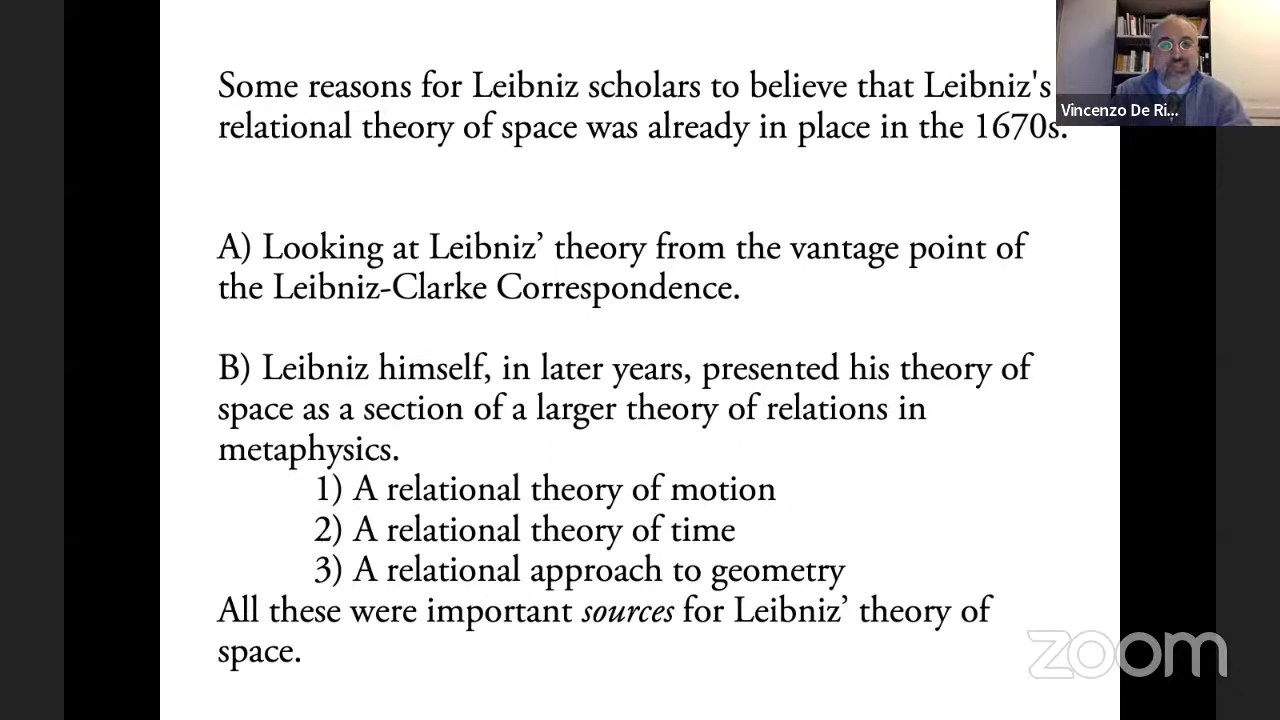 Some reasons for Leibniz scholars to believe that Leibniz's
relational theory of space was already in place in the 1670s.
Vincenzo De Ri...
A) Looking at Leibniz’ theory from the vantage point of
the Leibniz-Clarke Correspondence.
B) Leibniz himself, in later years, presented his theory of
space as a section of a larger theory of relations in
metaphysics.
1) A relational theory of motion
2) A relational theory of time
3) A relational approach to geometry
All these were important sources for Leibniz’ theory of
space.
zoom